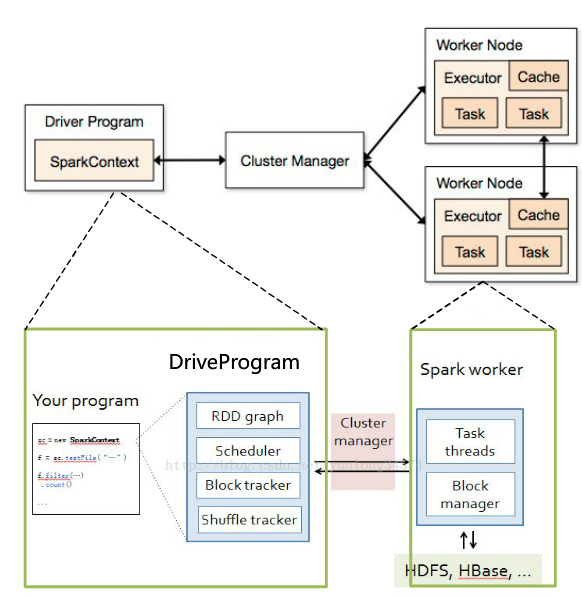 Worker Node
Executor
Cache
Task
Task
Driver Program
SparkContext
Cluster Manager
Worker Node
Executor
Cache
Task
Task
DriveProgram
Your program
sc = new SparkContext
f = sc.textFile("…")
f.filter(…)
.count()
...
RDD graph
Scheduler
Block tracker
Shuffle tracker
Cluster
manager
Spark worker
Task
threads
Block
manager
HDFS, HBase, …